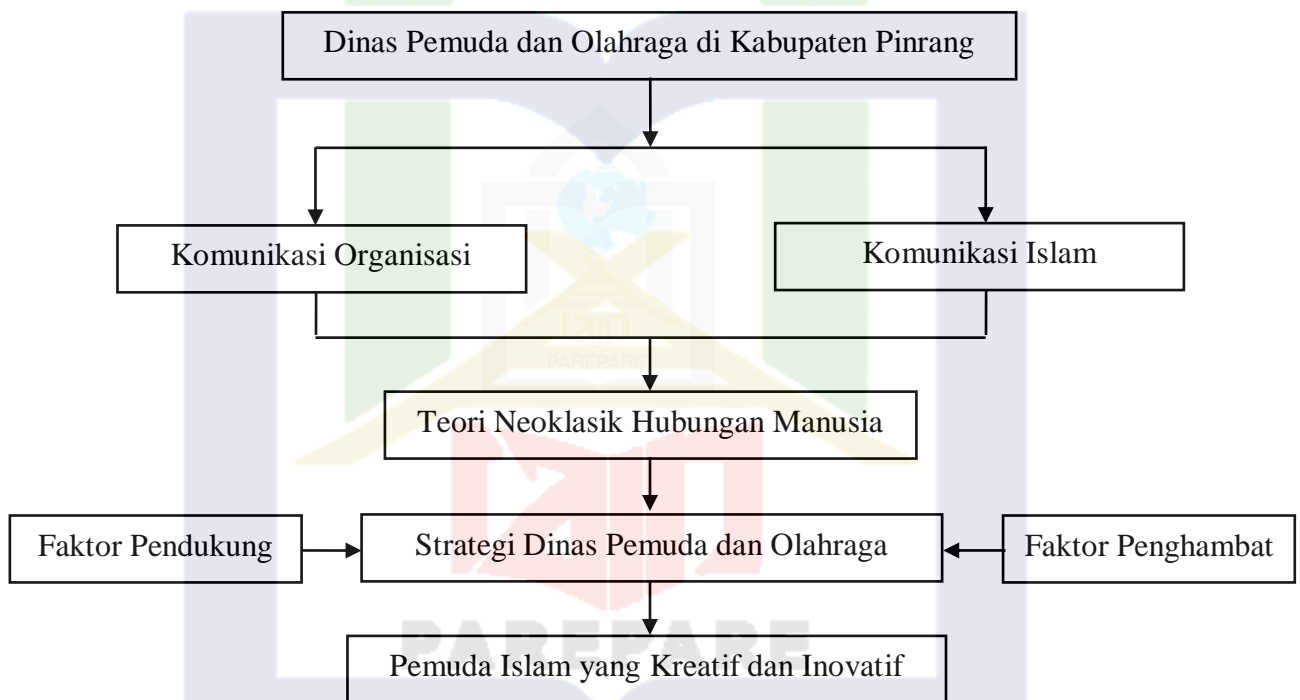 Dinas Pemuda dan Olahraga di Kabupaten Pinrang
Komunikasi Organisasi
Komunikasi Islam
PAREPARE
Teori Neoklasik Hubungan Manusia
Faktor Pendukung
Strategi Dinas Pemuda dan Olahraga
Faktor Penghambat
PAREPARE
Pemuda Islam yang Kreatif dan Inovatif